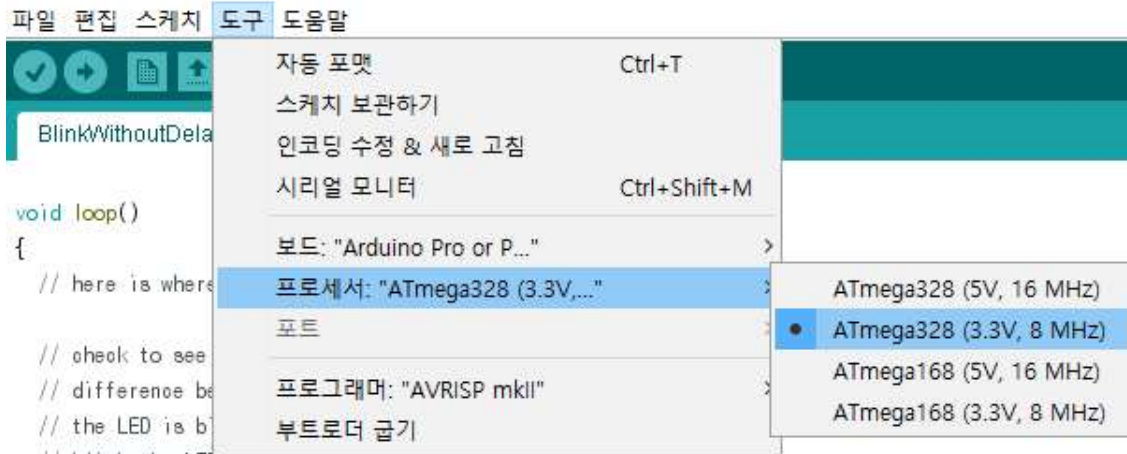 파일 편집 스케치 도구 도움말
자동 포맷 Ctrl+T
스케치 보관하기
BlinkWithoutDela
인코딩 수정 & 새로 고침
시리얼 모니터 Ctrl+Shift+M
void loop()
{
보드: "Arduino Pro or P..."
// here is where
프로세서: "ATmega328 (3.3V,..."
ATmega328 (5V, 16 MHz)
포트
ATmega328 (3.3V, 8 MHz)
// check to see
ATmega168 (5V, 16 MHz)
// difference be
프로그래머: "AVRISP mkII"
ATmega168 (3.3V, 8 MHz)
// the LED is bl
부트로더 굽기